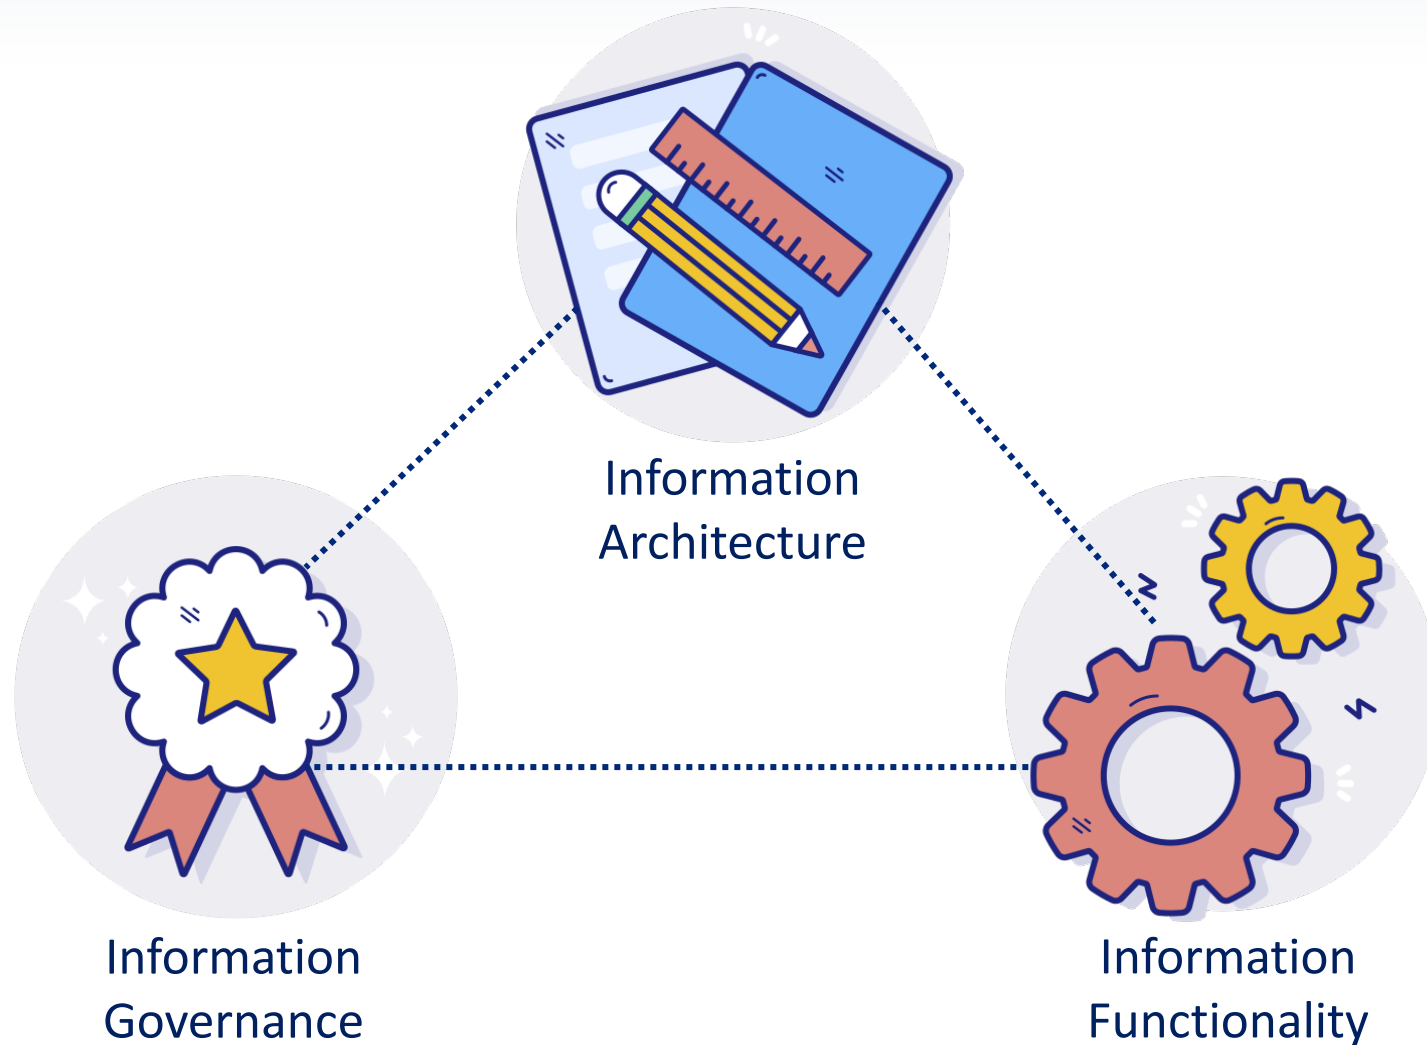 Information
Architecture
Information
Governance
Information
Functionality